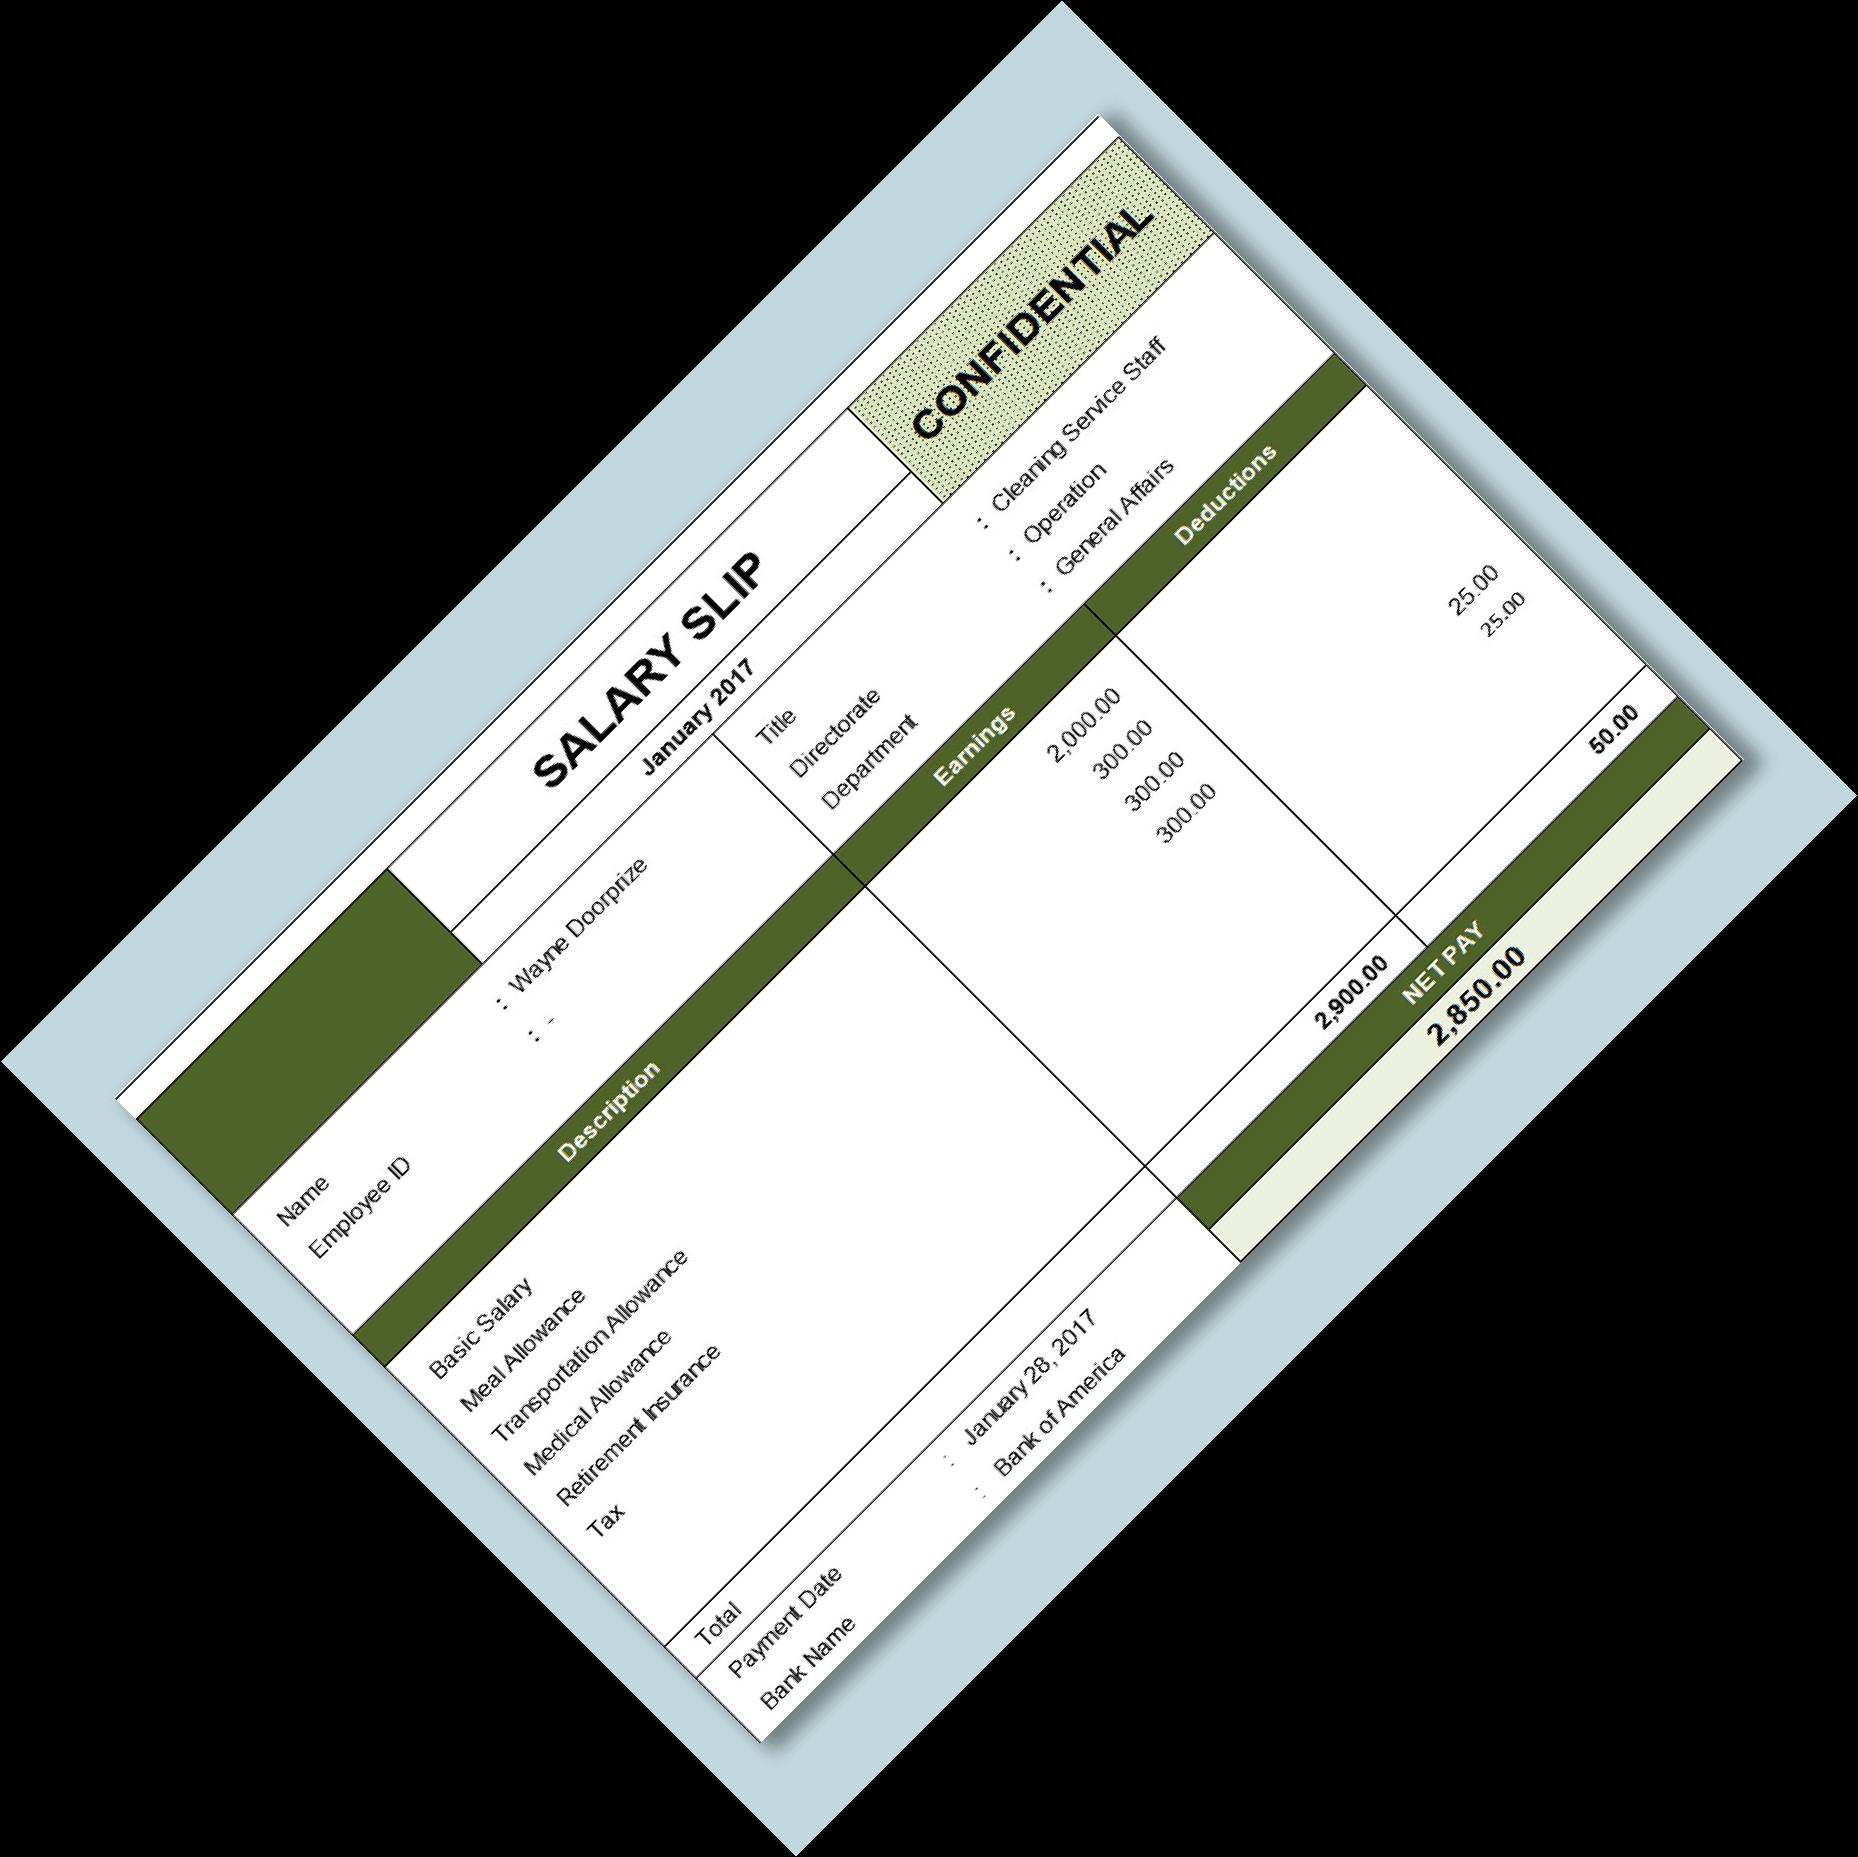 SALARY SLIP
CONFIDENTIAL
January 2017
Name : Wayne Doorprize Title : Cleaning Service Staff
Employee ID : - Directorate : Operation
Department : General Affairs
Description Earnings Deductions
Basic Salary 2,000.00
Meal Allowance 300.00
Transportation Allowance 300.00
Medical Allowance 300.00
Retirement Insurance 25.00
Tax 25.00
Total 2,900.00 50.00
Payment Date : January 28, 2017 NET PAY
Bank Name : Bank of America 2,850.00